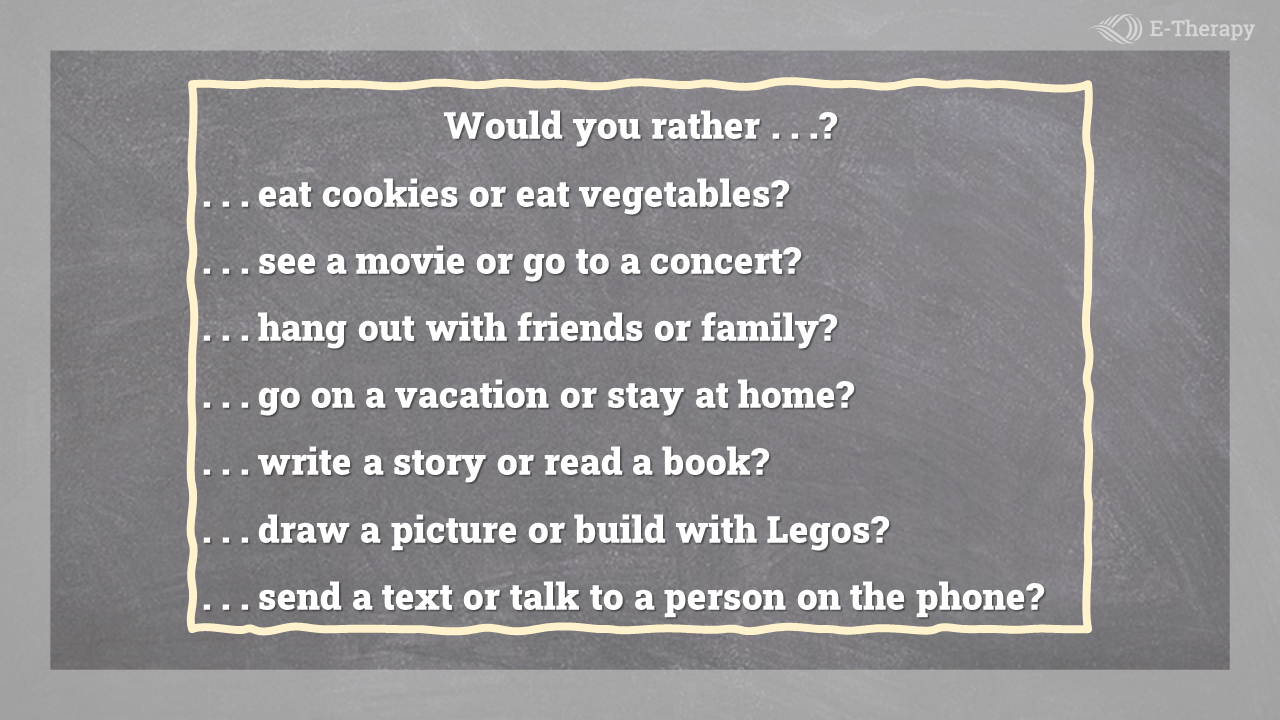 E-Therapy
Would you rather . . .?
. . . eat cookies or eat vegetables?
. . . see a movie or go to a concert?
. . . hang out with friends or family?
. . . go on a vacation or stay at home?
. . . write a story or read a book?
. . . draw a picture or build with Legos?
. . . send a text or talk to a person on the phone?